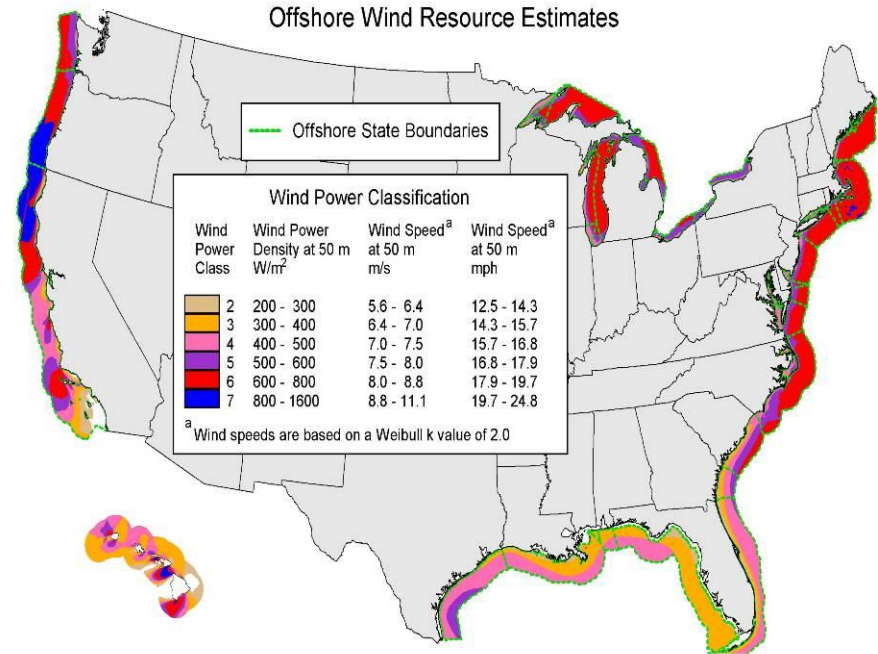 Offshore Wind Resource Estimates
Offshore State Boundaries
Wind Power Classification
Wind Power Class	Wind Power Density at 50 m W/m²	Wind Speedᵃ at 50 m m/s	Wind Speedᵃ at 50 m mph
2	200 - 300	5.6 - 6.4	12.5 - 14.3
3	300 - 400	6.4 - 7.0	14.3 - 15.7
4	400 - 500	7.0 - 7.5	15.7 - 16.8
5	500 - 600	7.5 - 8.0	16.8 - 17.9
6	600 - 800	8.0 - 8.8	17.9 - 19.7
7	800 - 1600	8.8 - 11.1	19.7 - 24.8
ᵃ Wind speeds are based on a Weibull k value of 2.0